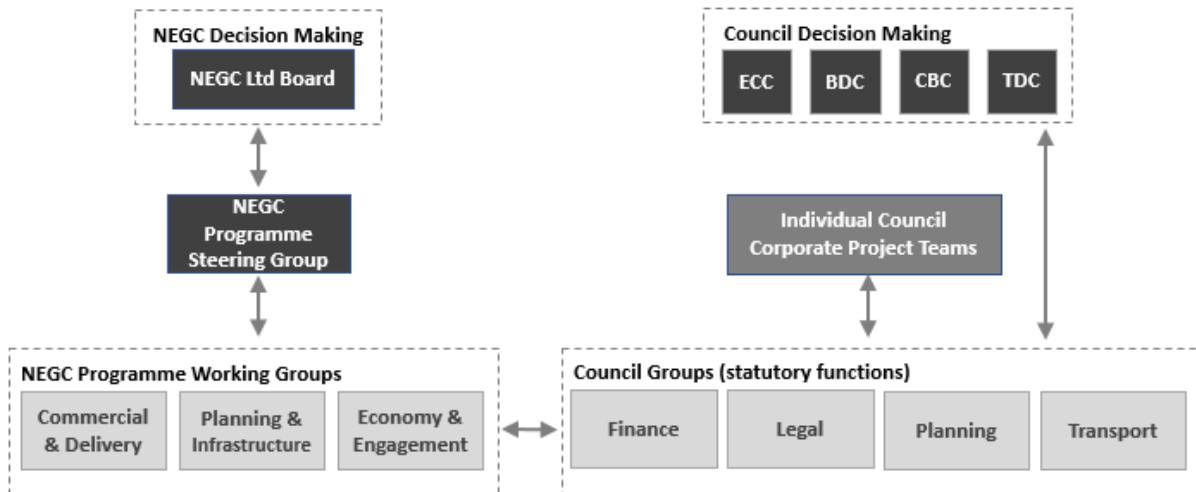 NEGC Decision Making
NEGC Ltd Board
Council Decision Making
ECC
BDC
CBC
TDC
NEGC
Programme
Steering Group
Individual Council
Corporate Project Teams
NEGC Programme Working Groups
Commercial
& Delivery
Planning &
Infrastructure
Economy &
Engagement
Council Groups (statutory functions)
Finance
Legal
Planning
Transport